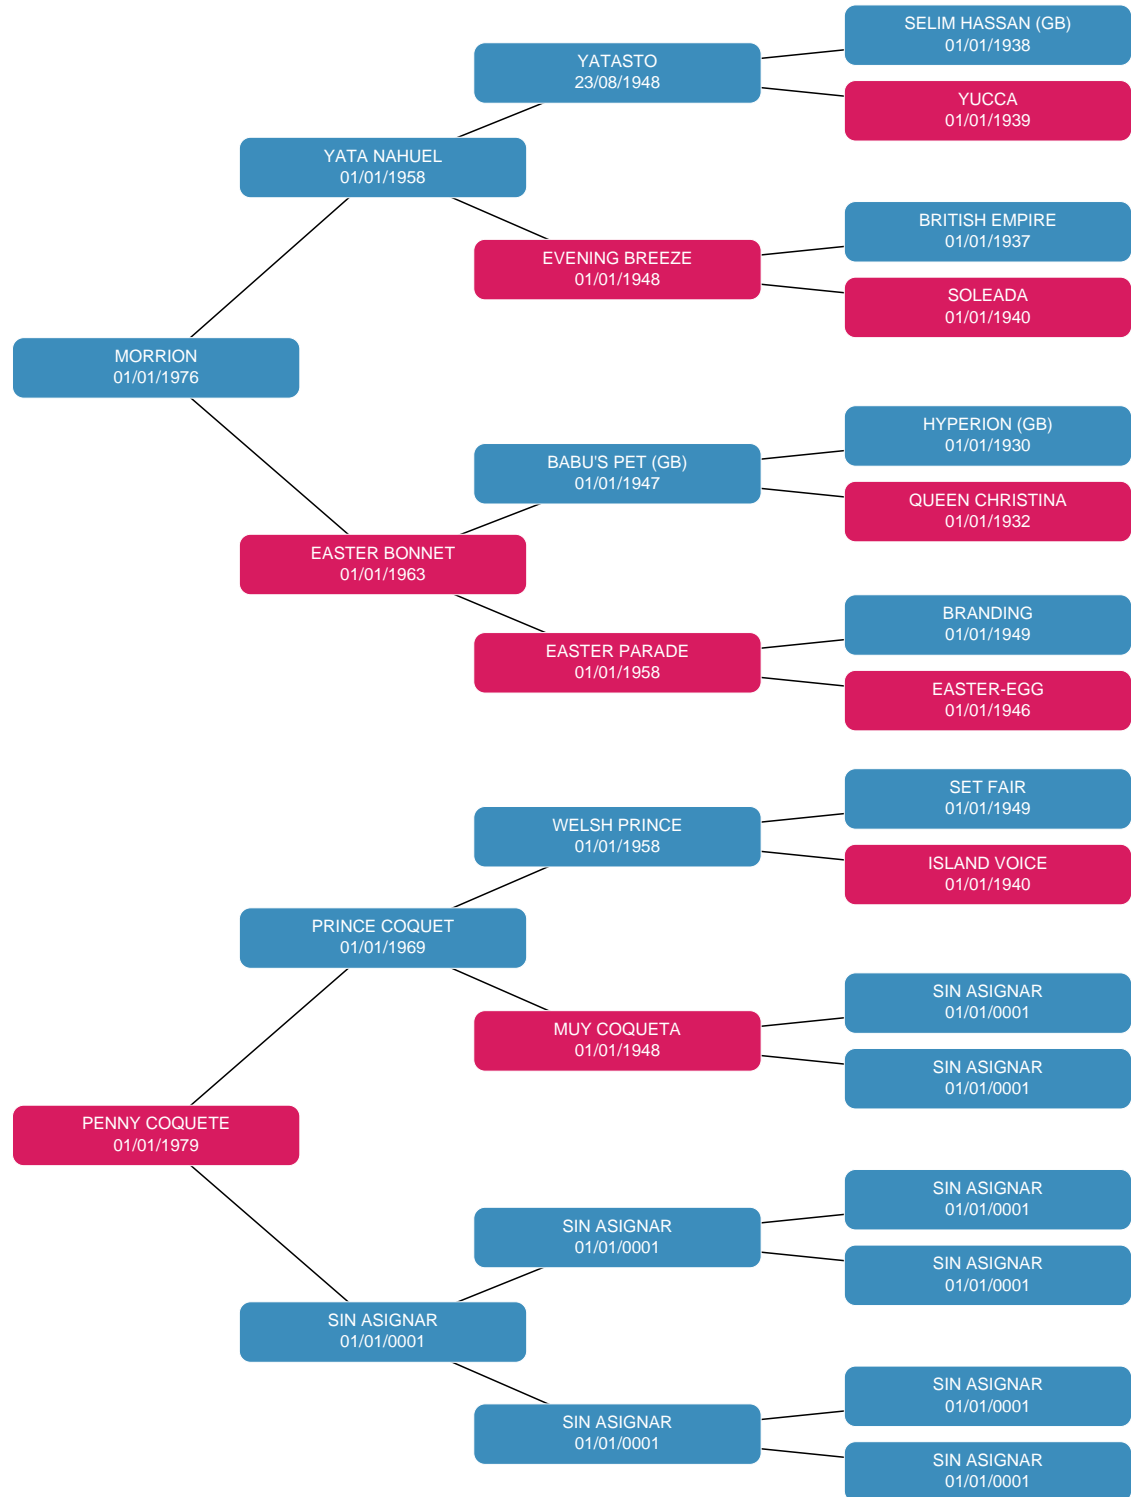 SELIM HASSAN (GB)
01/01/1938
YATASTO
23/08/1948
YUCCA
01/01/1939
YATA NAHUEL
01/01/1958
BRITISH EMPIRE
01/01/1937
EVENING BREEZE
01/01/1948
SOLEADA
01/01/1940
MORRION
01/01/1976
HYPERION (GB)
01/01/1930
BABU'S PET (GB)
01/01/1947
QUEEN CHRISTINA
01/01/1932
EASTER BONNET
01/01/1963
BRANDING
01/01/1949
EASTER PARADE
01/01/1958
EASTER-EGG
01/01/1946
SET FAIR
01/01/1949
WELSH PRINCE
01/01/1958
ISLAND VOICE
01/01/1940
PRINCE COQUET
01/01/1969
SIN ASIGNAR
01/01/0001
MUY COQUETA
01/01/1948
SIN ASIGNAR
01/01/0001
PENNY COQUETE
01/01/1979
SIN ASIGNAR
01/01/0001
SIN ASIGNAR
01/01/0001
SIN ASIGNAR
01/01/0001
SIN ASIGNAR
01/01/0001
SIN ASIGNAR
01/01/0001
SIN ASIGNAR
01/01/0001
SIN ASIGNAR
01/01/0001